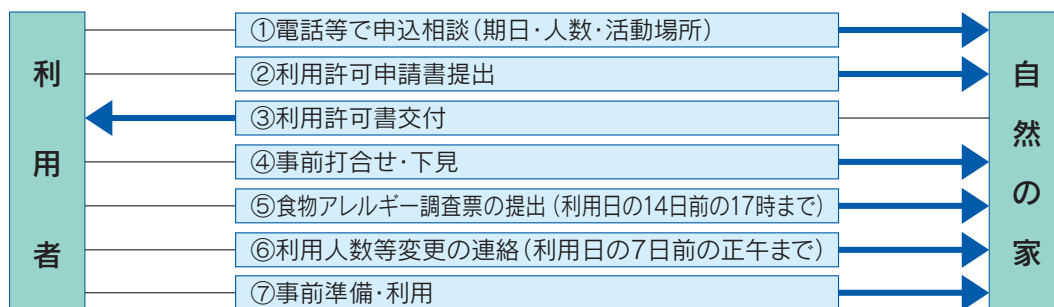 利用者
①電話等で申込相談（期日・人数・活動場所）
②利用許可申請書提出
③利用許可書交付
④事前打合せ・下見
⑤食物アレルギー調査票の提出（利用日の14日前の17時まで）
⑥利用人数等変更の連絡（利用日の7日前の正午まで）
⑦事前準備・利用
自然の家